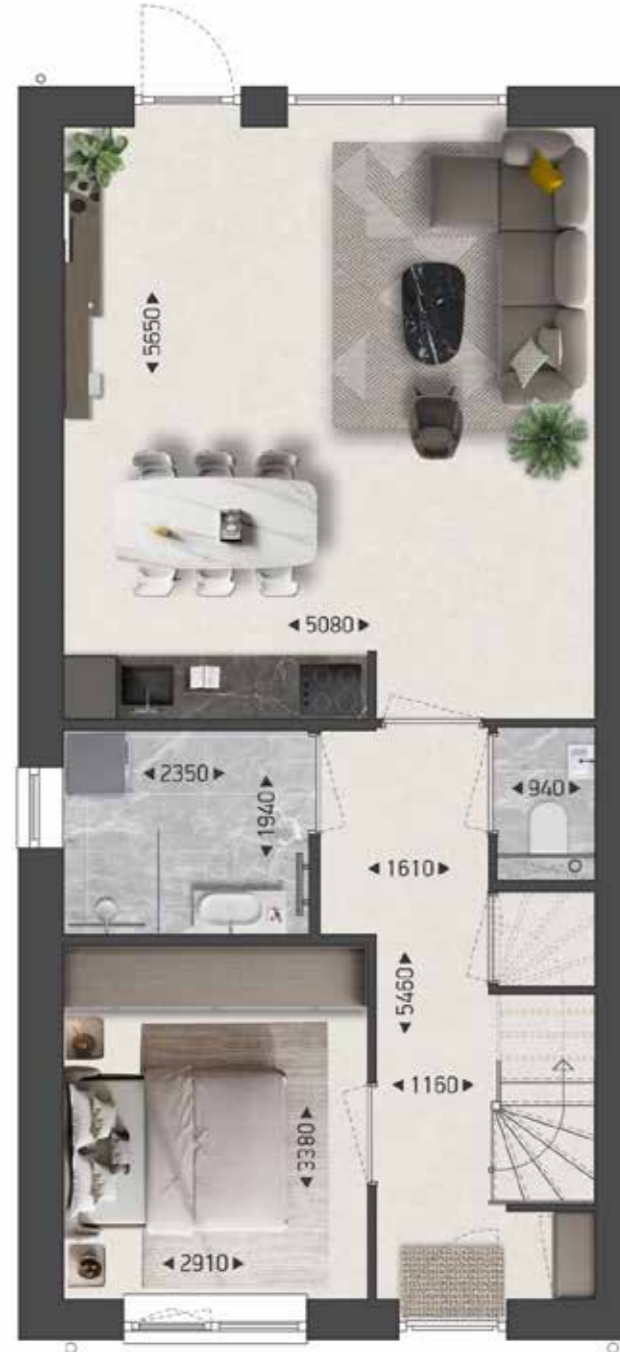 ◄ 5650 ►
◄ 5080 ►
◄ 2350 ►
◄ 1940 ►
◄ 940 ►
◄ 1610 ►
◄ 5460 ►
◄ 1160 ►
◄ 3380 ►
◄ 2910 ►